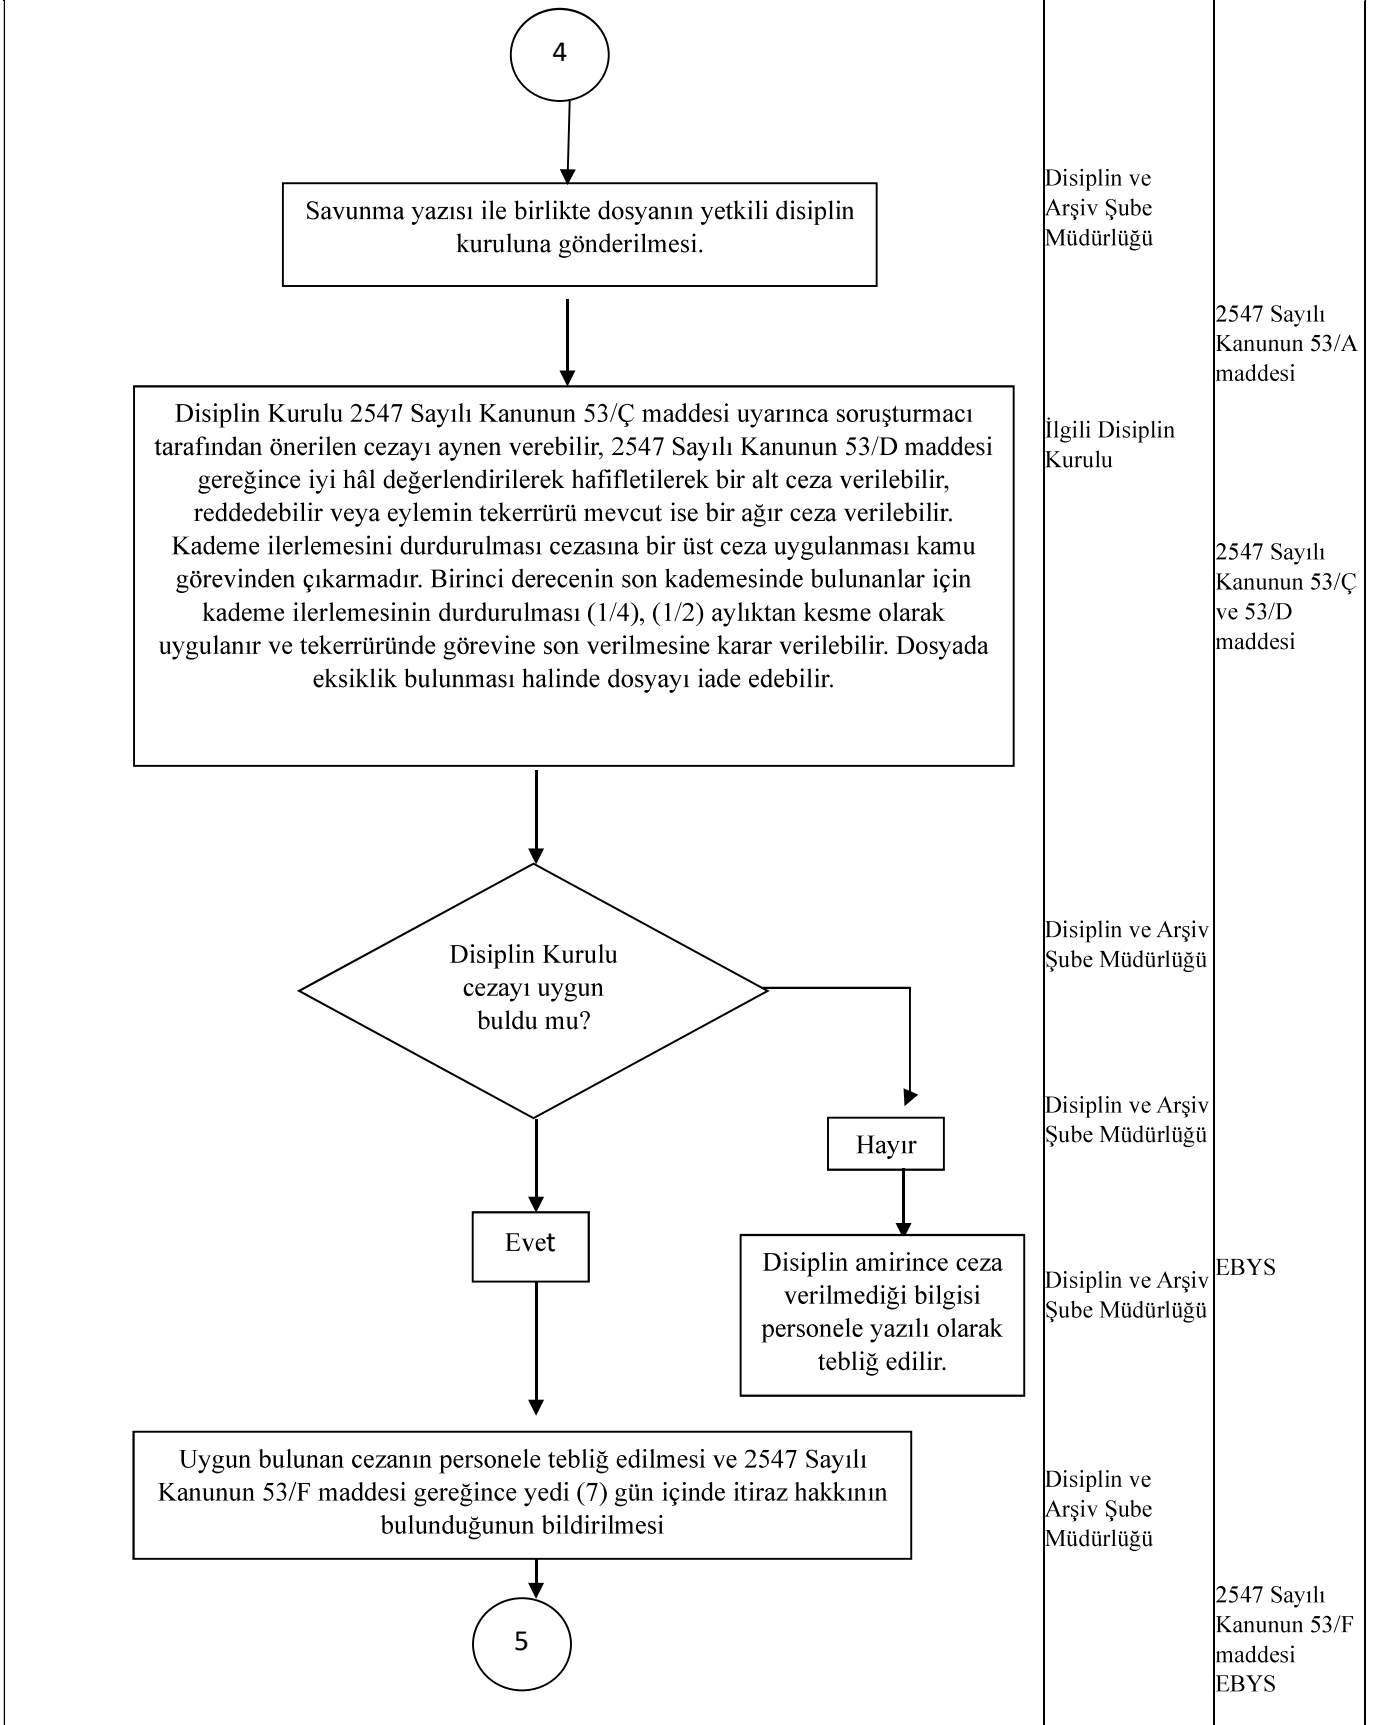 4
Savunma yazısı ile birlikte dosyanın yetkili disiplin
kuruluna gönderilmesi.
Disiplin ve
Arşiv Şube
Müdürlüğü
2547 Sayılı
Kanunun 53/A
maddesi
Disiplin Kurulu 2547 Sayılı Kanunun 53/Ç maddesi uyarınca soruşturmacı
tarafından önerilen cezayı aynen verebilir, 2547 Sayılı Kanunun 53/D maddesi
gereğince iyi hâl değerlendirilerek hafifletilerek bir alt ceza verilebilir,
reddedebilir veya eylemin tekerrürü mevcut ise bir ağır ceza verilebilir.
Kademe ilerlemesini durdurulması cezasına bir üst ceza uygulanması kamu
görevinden çıkarmadır. Birinci derecenin son kademesinde bulunanlar için
kademe ilerlemesinin durdurulması (1/4), (1/2) aylıktan kesme olarak
uygulanır ve tekerrüründe görevine son verilmesine karar verilebilir. Dosyada
eksiklik bulunması halinde dosyayı iade edebilir.
İlgili Disiplin
Kurulu
2547 Sayılı
Kanunun 53/Ç
ve 53/D
maddesi
Disiplin Kurulu
cezayı uygun
buldu mu?
Disiplin ve Arşiv
Şube Müdürlüğü
Hayır
Disiplin ve Arşiv
Şube Müdürlüğü
Evet
Disiplin amirince ceza
verilmediği bilgisi
personele yazılı olarak
tebliğ edilir.
Disiplin ve Arşiv
Şube Müdürlüğü
EBYS
Uygun bulunan cezanın personele tebliğ edilmesi ve 2547 Sayılı
Kanunun 53/F maddesi gereğince yedi (7) gün içinde itiraz hakkının
bulunduğunun bildirilmesi
Disiplin ve
Arşiv Şube
Müdürlüğü
5
2547 Sayılı
Kanunun 53/F
maddesi
EBYS